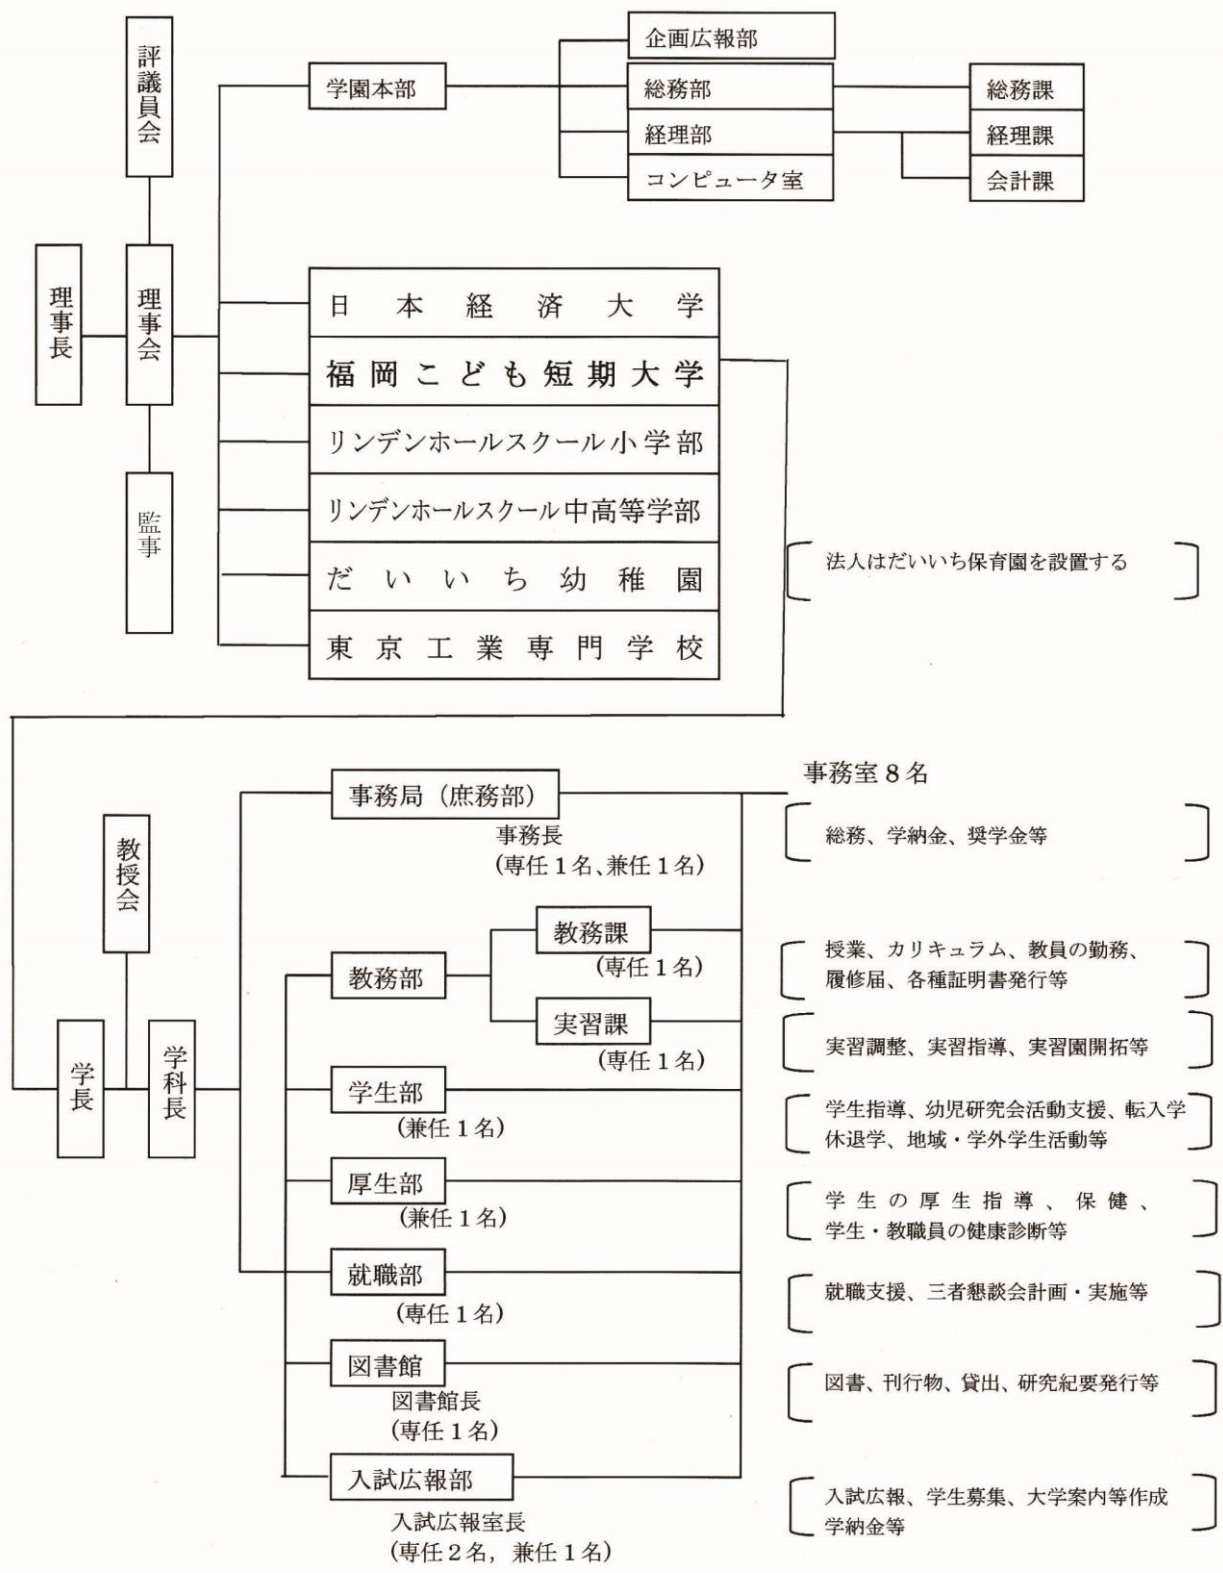 評議員会
学園本部
企画広報部
総務部
総務課
経理部
経理課
コンピュータ室
会計課
理事長
理事会
監事
日本経済大学
福岡こども短期大学
リンデンホールスクール小学部
リンデンホールスクール中高等学部
だいいち幼稚園
東京工業専門学校
法人はだいいち保育園を設置する
事務局（庶務部）
事務長
(専任1名、兼任1名)
事務室8名
総務、学納金、奨学金等
教授会
学長
学科長
教務部
教務課
(専任1名)
授業、カリキュラム、教員の勤務、
履修届、各種証明書発行等
実習課
(専任1名)
実習調整、実習指導、実習園開拓等
学生部
(兼任1名)
学生指導、幼児研究会活動支援、転入学
休退学、地域・学外学生活動等
厚生部
(兼任1名)
学生の厚生指導、保健、
学生・教職員の健康診断等
就職部
(専任1名)
就職支援、三者懇談会計画・実施等
図書館
図書館長
(専任1名)
図書、刊行物、貸出、研究紀要発行等
入試広報部
入試広報室長
(専任2名，兼任1名)
入試広報、学生募集、大学案内等作成
学納金等